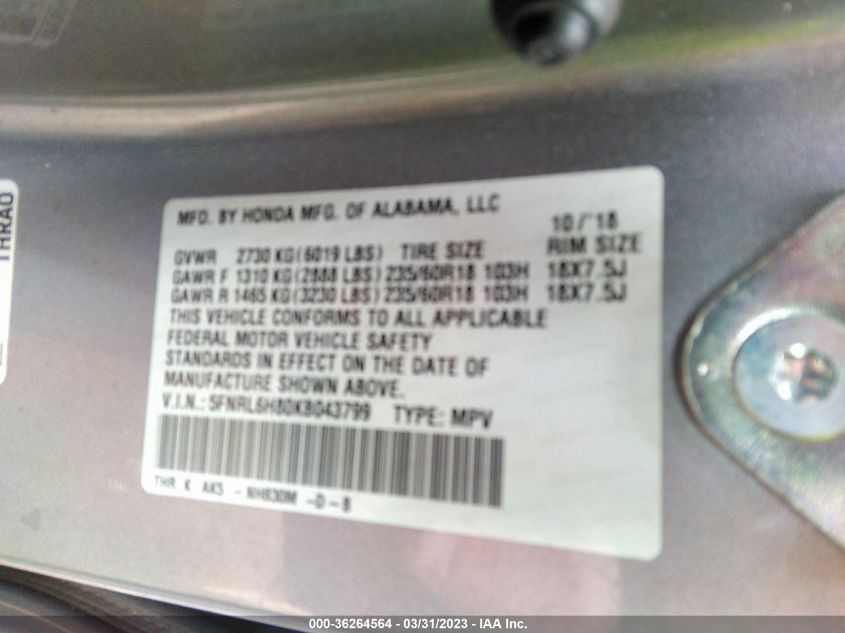 THRAO
MFD. BY HONDA MFG. OF ALABAMA, LLC 10/'18
GVWR 2730 KG(6019 LBS) TIRE SIZE RIM SIZE
GAWR F 1310 KG(2888 LBS) 235/60R18 103H 18X7.5J
GAWR R 1465 KG(3230 LBS) 235/60R18 103H 18X7.5J
THIS VEHICLE CONFORMS TO ALL APPLICABLE
FEDERAL MOTOR VEHICLE SAFETY
STANDARDS IN EFFECT ON THE DATE OF
MANUFACTURE SHOWN ABOVE.
V.I.N.: 5FNRL6H80KB043799 TYPE: MPV
THR K AKS - NH830M -D-B
000-36264564 - 03/31/2023 - IAA Inc.